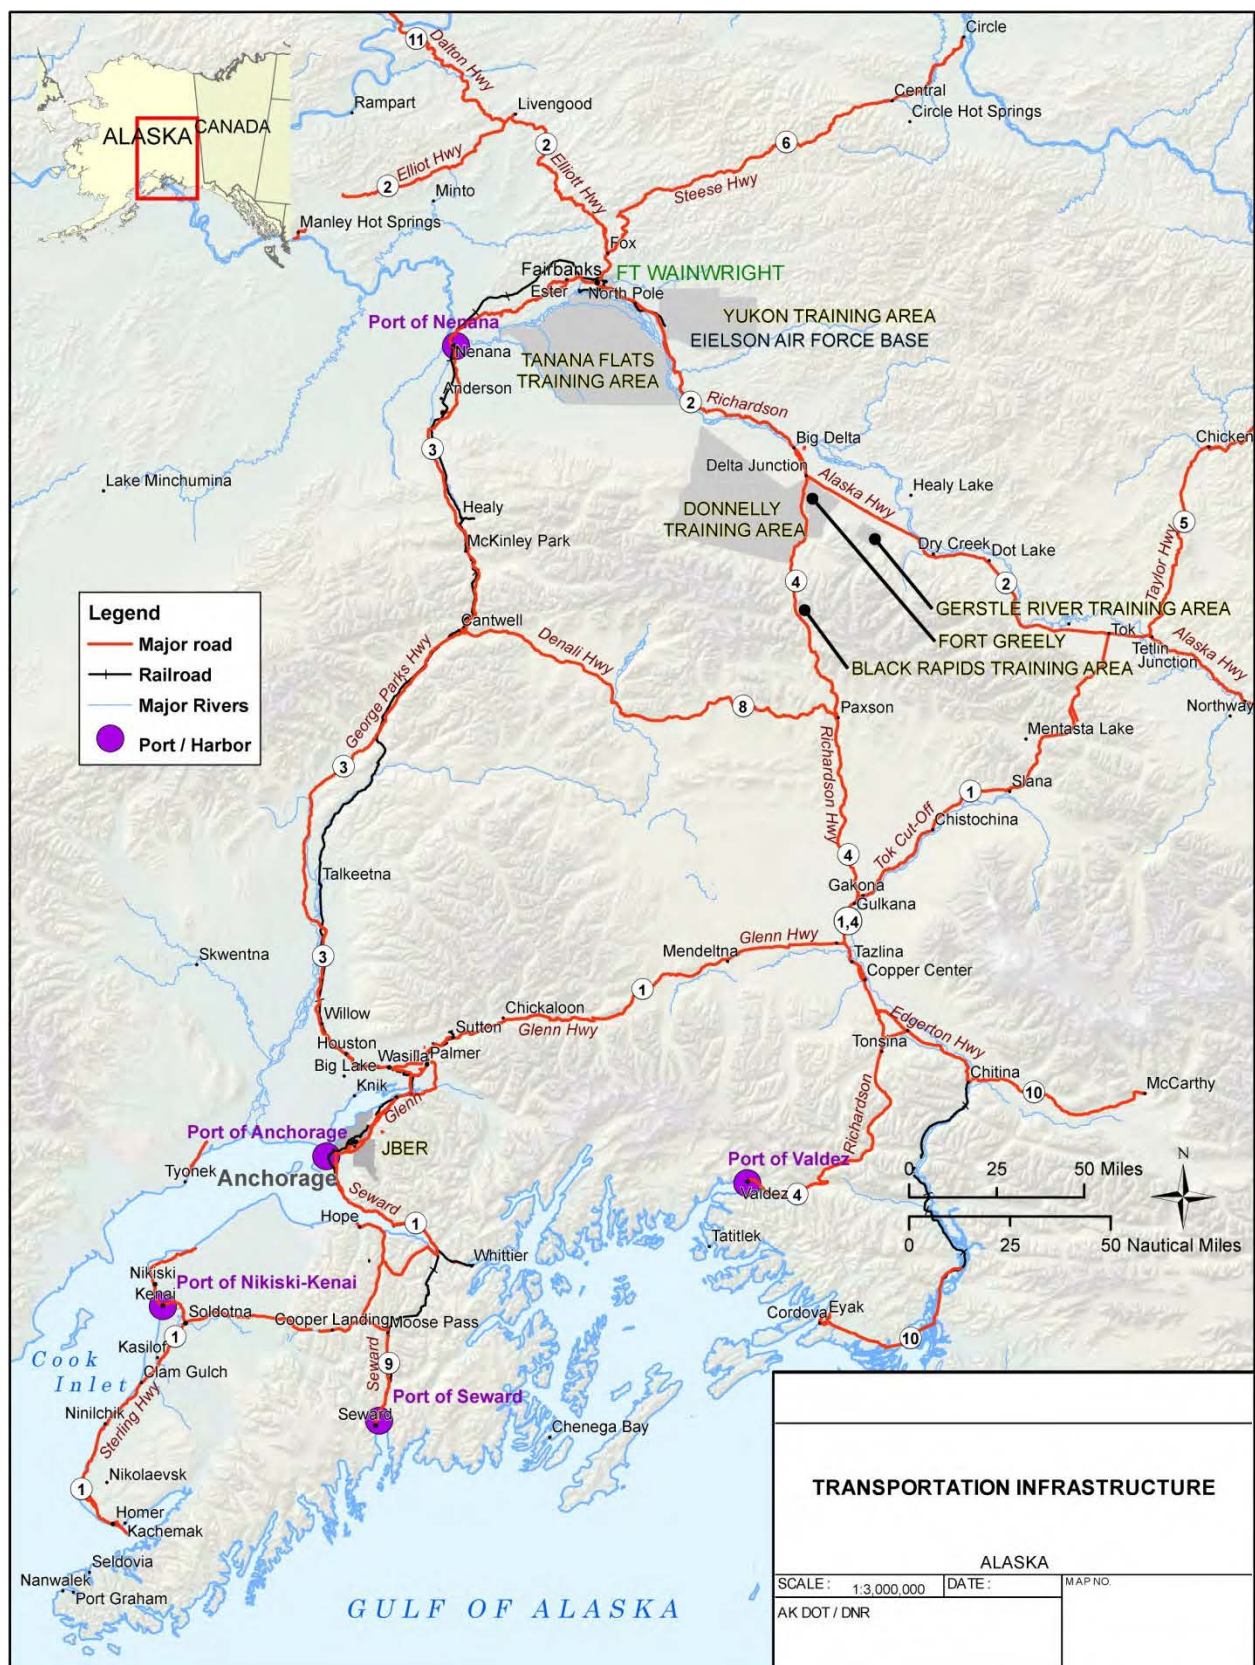 11
Dalton Hwy
Circle
ALASKA
CANADA
Rampart
Livengood
Central
Circle Hot Springs
2
6
Elliot Hwy
Elliott Hwy
Steese Hwy
2
Minto
Manley Hot Springs
Fox
Fairbanks
FT WAINWRIGHT
Ester
North Pole
Port of Nenana
YUKON TRAINING AREA
EIELSON AIR FORCE BASE
Nenana
TANANA FLATS
TRAINING AREA
Anderson
2
Richardson
3
Big Delta
Chicken
Delta Junction
Alaska Hwy
Lake Minchumina
Healy Lake
Healy
DONNELLY
TRAINING AREA
5
Taylor Hwy
McKinley Park
Dry Creek
Dot Lake
4
2
Legend
Major road
Railroad
Major Rivers
Port / Harbor
GERSTLE RIVER TRAINING AREA
Cantwell
Tok
FORT GREELY
Tetlin
Junction
Alaska Hwy
BLACK RAPIDS TRAINING AREA
George Parks Hwy
Denali Hwy
8
Paxson
Northway
Mentasta Lake
Richardson Hwy
3
Slana
1
Tok Cut-Off
Chistochina
4
Talkeetna
Gakona
Gulkana
1,4
Glenn Hwy
Mendeltna
Tazlina
Skwentna
3
Copper Center
1
Willow
Chickaloon
Sutton
Glenn Hwy
Edgerton Hwy
Houston
Tonsina
Wasilla
Palmer
Big Lake
Chitina
Knik
10
McCarthy
Glenn
Port of Anchorage
JBER
Richardson
Port of Valdez
N
0 25 50 Miles
Tyonek
Anchorage
Valdez
4
Seward
Hope
1
Tatitlek
0 25 50 Nautical Miles
Whittier
Nikiski
Port of Nikiski-Kenai
Kenai
Soldotna
Cooper Landing
Moose Pass
Cordova
Eyak
1
10
Kasilof
Cook
Inlet
Clam Gulch
Seward
9
Port of Seward
Seward
Ninilchik
Sterling Hwy
Chenega Bay
Nikolaevsk
1
Homer
Kachemak
Seldovia
Nanwalek
Port Graham
GULF OF ALASKA
TRANSPORTATION INFRASTRUCTURE
ALASKA
SCALE : 1:3,000,000
DATE :
MAP NO.
AK DOT / DNR